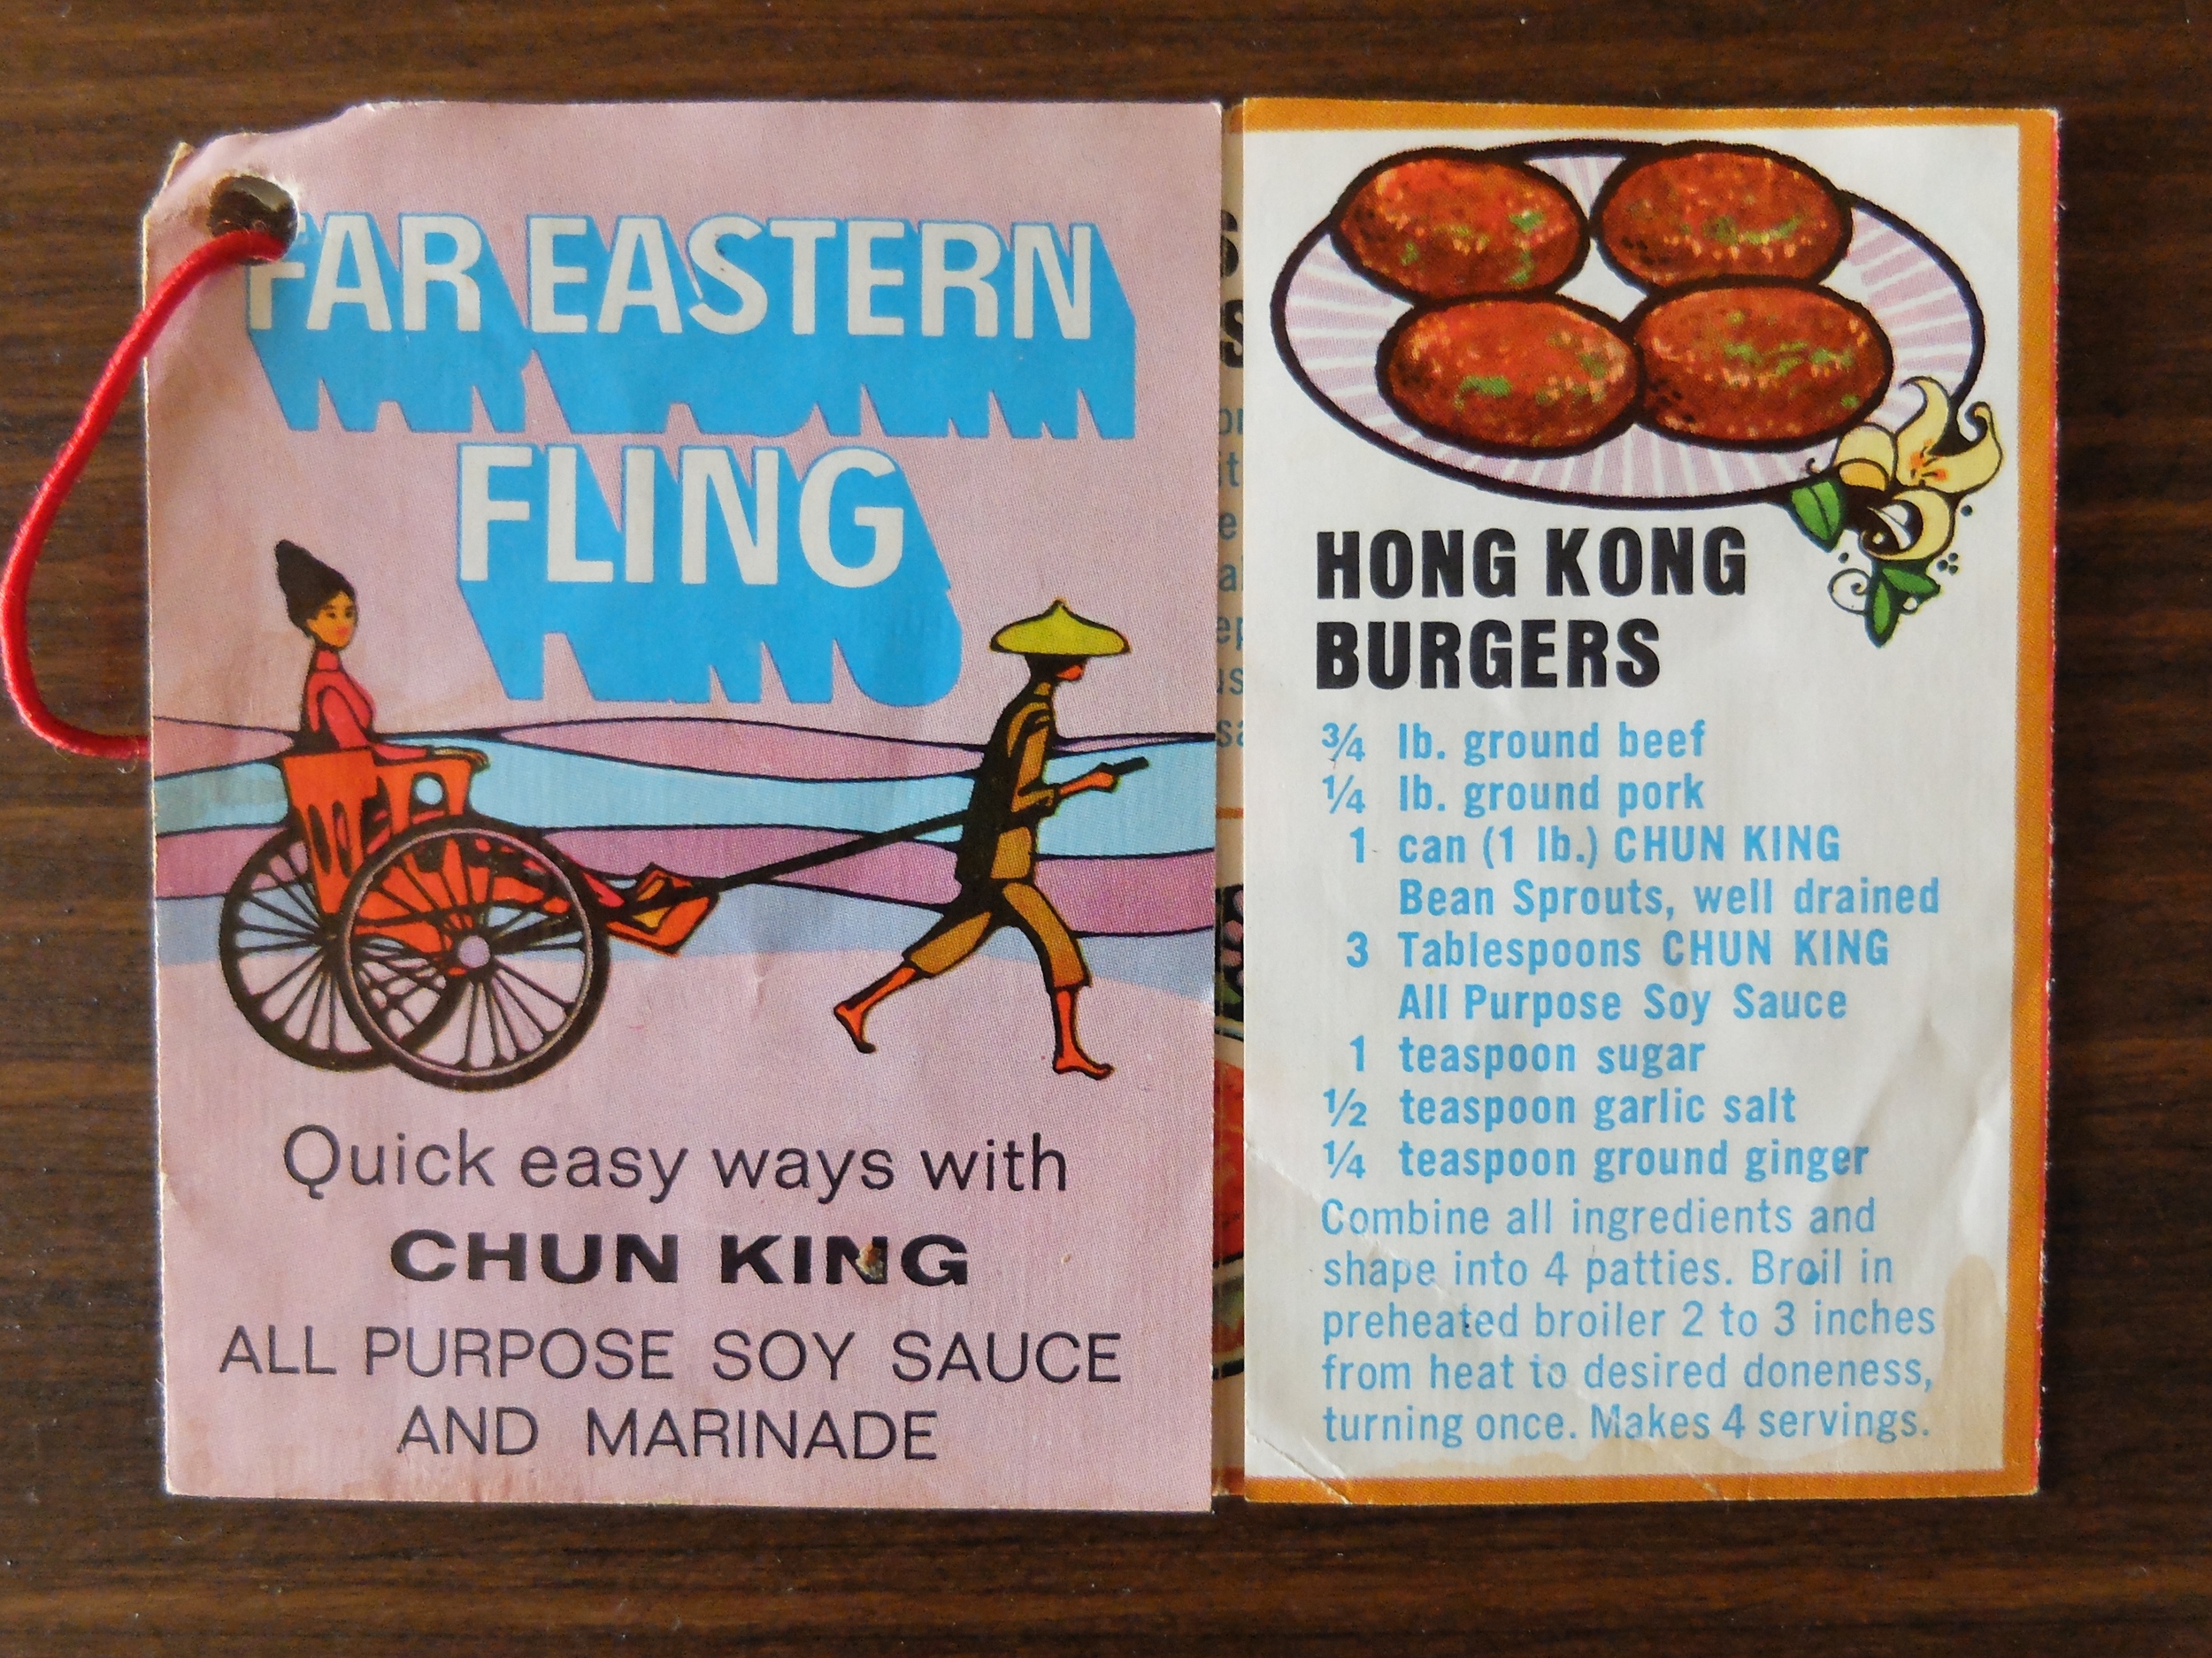 FAR EASTERN
FLING
Quick easy ways with
CHUN KING
ALL PURPOSE SOY SAUCE
AND MARINADE
HONG KONG
BURGERS
¾ lb. ground beef
¼ lb. ground pork
1 can (1 lb.) CHUN KING
Bean Sprouts, well drained
3 Tablespoons CHUN KING
All Purpose Soy Sauce
1 teaspoon sugar
½ teaspoon garlic salt
¼ teaspoon ground ginger
Combine all ingredients and
shape into 4 patties. Broil in
preheated broiler 2 to 3 inches
from heat to desired doneness,
turning once. Makes 4 servings.